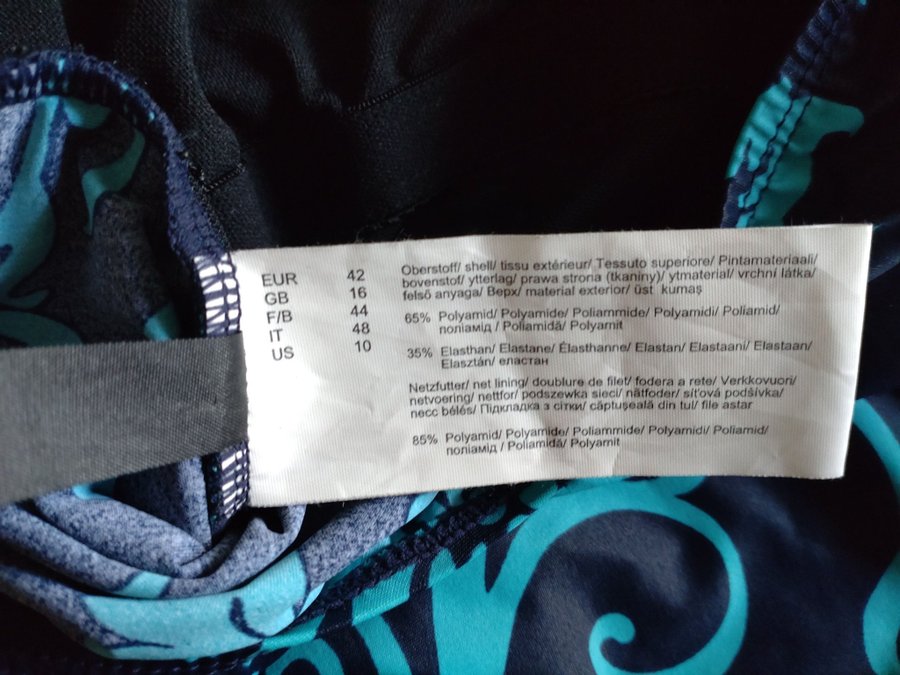 EUR 42
GB 16
F/B 44
IT 48
US 10
Oberstoff/ shell/ tissu extérieur/ Tessuto superiore/ Pintamateriaali/
bovenstof/ ytterlag/ prawa strona (tkaniny)/ ytmaterial/ vrchní látka/
felső anyaga/ Bepx/ material exterior/ üst kumaş
65% Polyamid/ Polyamide/ Poliammide/ Polyamidi/ Poliamid/
поліамід / Poliamidă/ Polyamit
35% Elasthan/ Elastane/ Élasthanne/ Elastan/ Elastaani/ Elastaan/
Elasztán/ еластан
Netzfutter/ net lining/ doublure de filet/ fodera a rete/ Verkkovuori/
netvoering/ nettfor/ podszewka sieci/ nätfoder/ síťová podšívka/
necc bélés/ Підкладка з сітки/ căptuşeală din tul/ file astar
85% Polyamid/ Polyamide/ Poliammide/ Polyamidi/ Poliamid/
поліамід / Poliamidă/ Polyamit